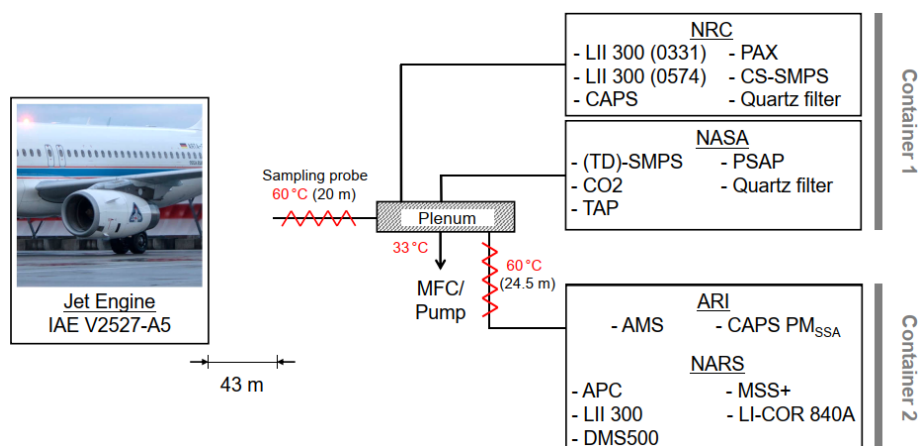 Jet Engine
IAE V2527-A5
43 m
Sampling probe
60°C (20 m)
Plenum
33°C
MFC/
Pump
60°C
(24.5 m)
NRC
- LII 300 (0331) - PAX
- LII 300 (0574) - CS-SMPS
- CAPS - Quartz filter
NASA
- (TD)-SMPS - PSAP
- CO2 - Quartz filter
- TAP
Container 1
ARI
- AMS - CAPS PMSSA
NARS
- APC - MSS+
- LII 300 - LI-COR 840A
- DMS500
Container 2